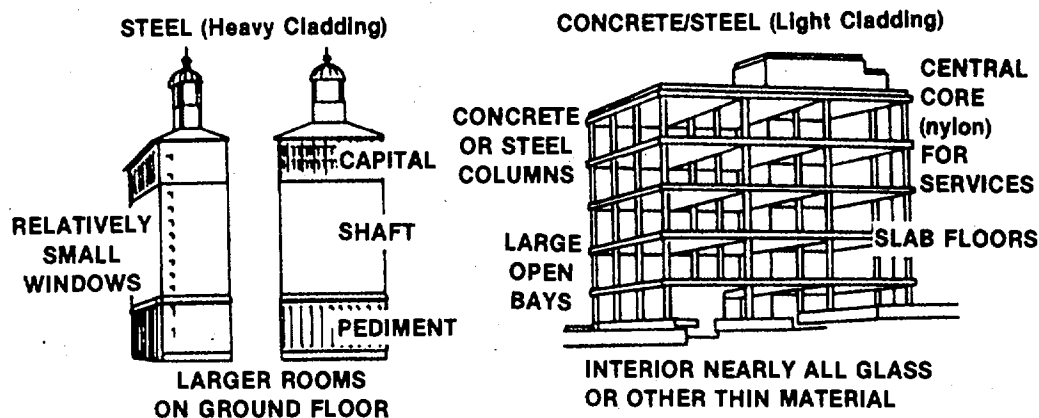 STEEL (Heavy Cladding)
CAPITAL
RELATIVELY
SMALL
WINDOWS
SHAFT
PEDIMENT
LARGER ROOMS
ON GROUND FLOOR
CONCRETE/STEEL (Light Cladding)
CONCRETE
OR STEEL
COLUMNS
CENTRAL
CORE
(nylon)
FOR
SERVICES
LARGE
OPEN
BAYS
SLAB FLOORS
INTERIOR NEARLY ALL GLASS
OR OTHER THIN MATERIAL